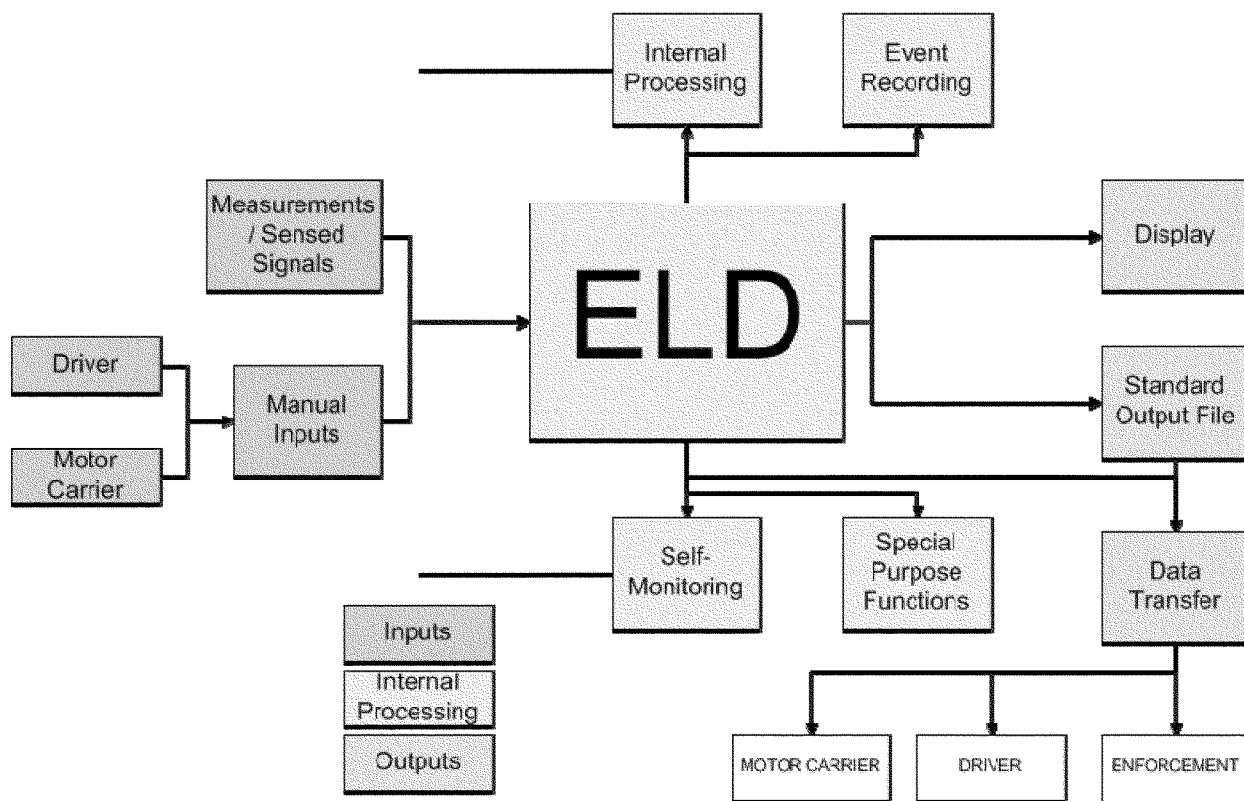 Internal
Processing
Event
Recording
Measurements
/ Sensed
Signals
ELD
Display
Driver
Manual
Inputs
Motor
Carrier
Standard
Output File
Self-
Monitoring
Special
Purpose
Functions
Data
Transfer
Inputs
Internal
Processing
Outputs
MOTOR CARRIER
DRIVER
ENFORCEMENT